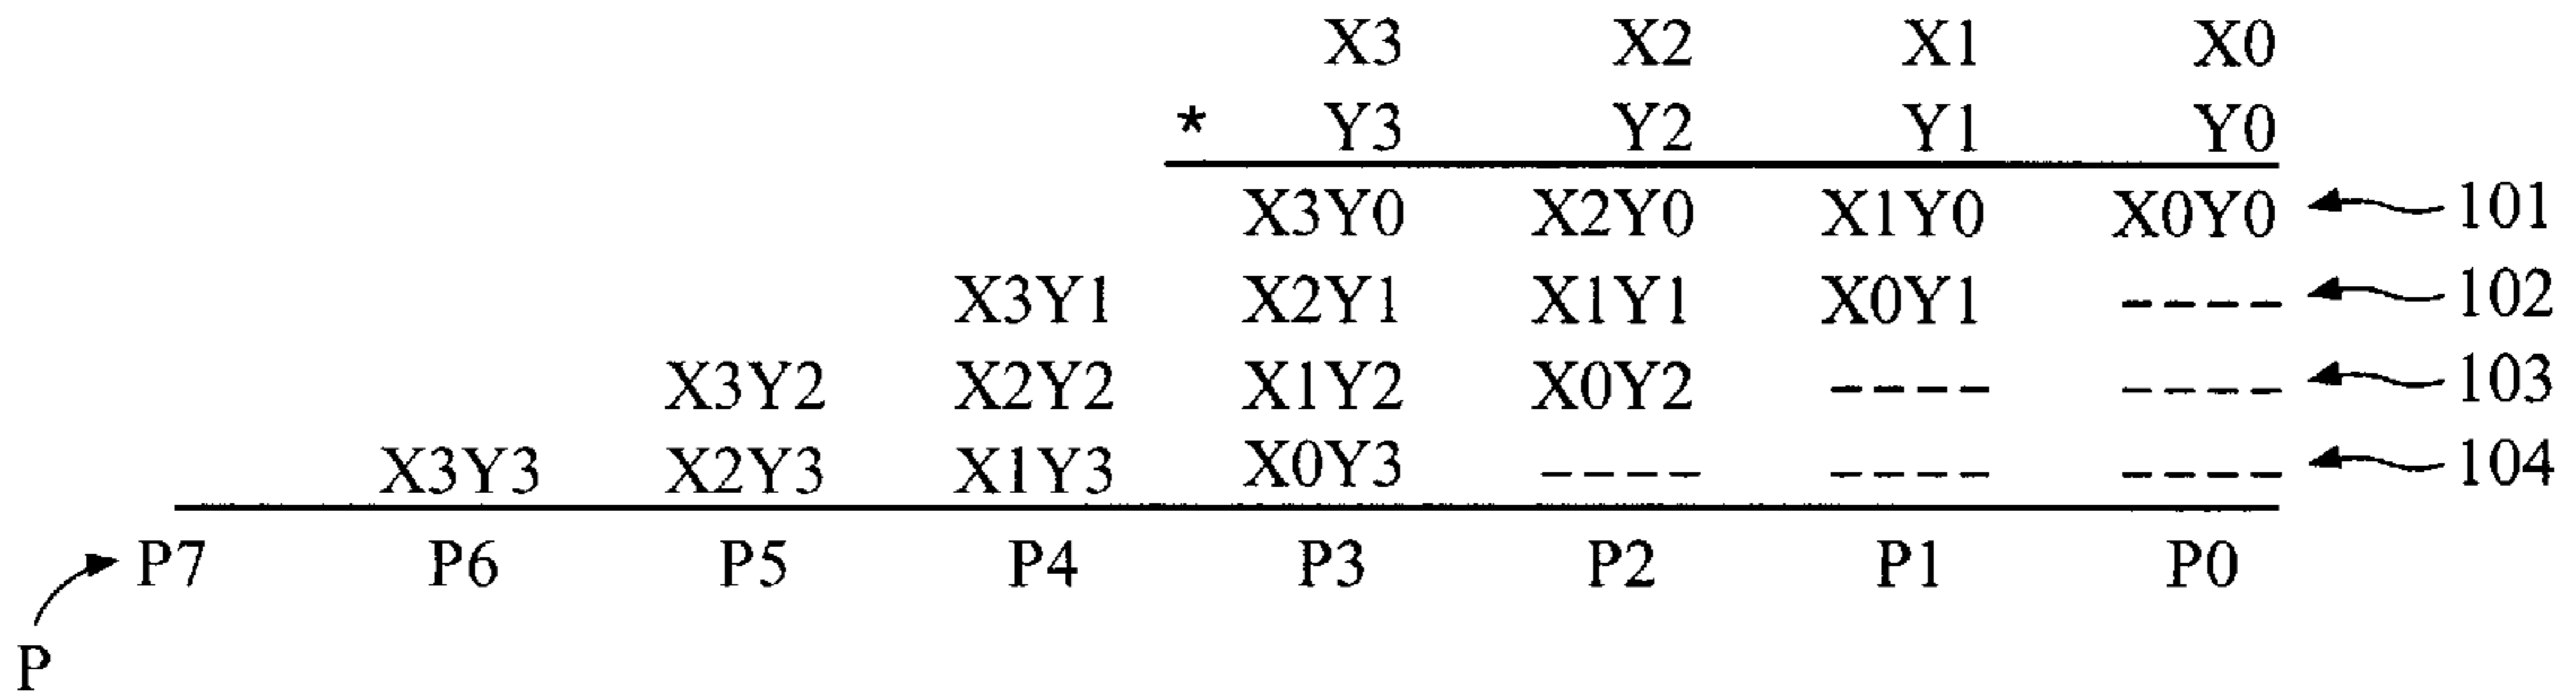 X3 X2 X1 X0
* Y3 Y2 Y1 Y0
X3Y0 X2Y0 X1Y0 X0Y0 101
X3Y1 X2Y1 X1Y1 X0Y1 ---- 102
X3Y2 X2Y2 X1Y2 X0Y2 ---- ---- 103
X3Y3 X2Y3 X1Y3 X0Y3 ---- ---- ---- 104
P7 P6 P5 P4 P3 P2 P1 P0
P